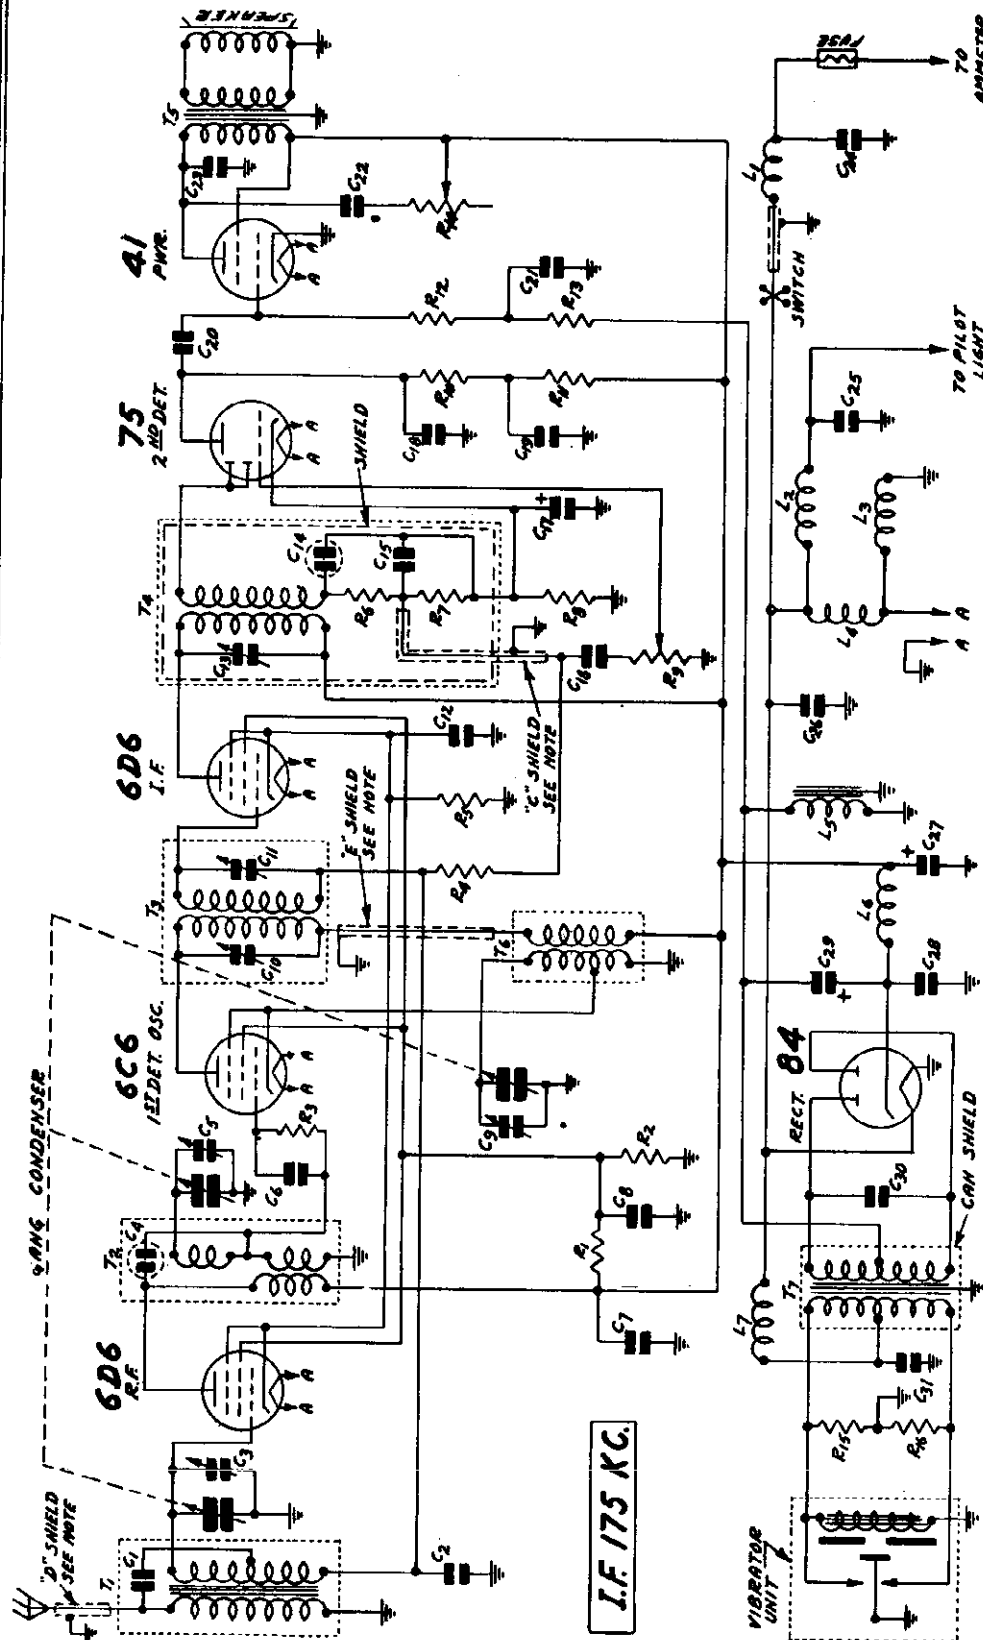 SPEAKER
T5
C23
C22
R14
41
PWR.
A A
C21
R12
R13
C20
75
2ND DET.
A A
R10
R11
C18
C19
SHIELD
C17
+
T4
C14
C15
R6
R7
R8
C13
C16
R9
"C" SHIELD
SEE NOTE
6D6
I.F.
A A
C12
R5
R4
"E" SHIELD
SEE NOTE
T3
C11
C10
T6
6C6
1ST DET. OSC.
A A
C9
GANG CONDENSER
C5
C6
R3
T2
C4
R2
C8
R1
C7
6D6
R.F.
A A
C3
"D" SHIELD
SEE NOTE
T1
C1
C2
I.F. 175 KC.
FUSE
TO
AMMETER
L1
C24
SWITCH
TO PILOT
LIGHT
C25
L2
L3
L4
A A
C26
L5
C27
+
L6
C29
+
C28
84
RECT.
C30
CAN SHIELD
T7
L7
C31
R15
R16
VIBRATOR
UNIT